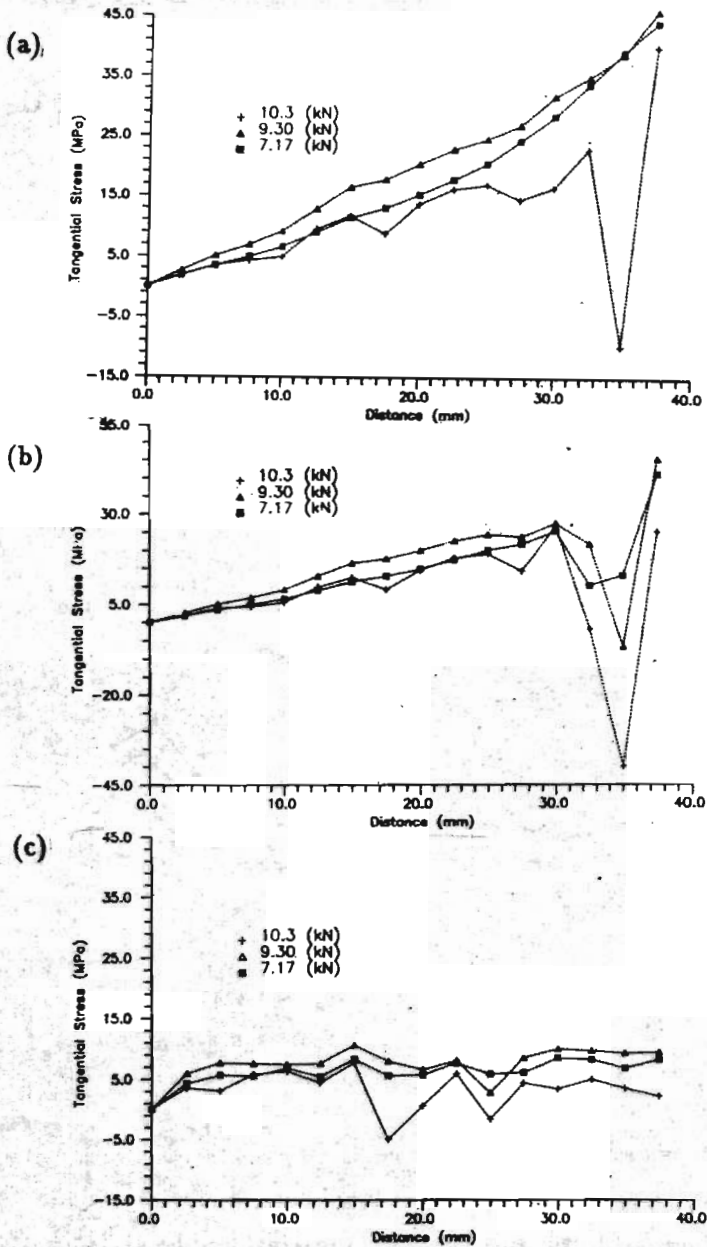 (a)
45.0
35.0
25.0
15.0
5.0
−5.0
−15.0
Tangential Stress (MPa)
10.3 (kN)
9.30 (kN)
7.17 (kN)
0.0 10.0 20.0 30.0 40.0
Distance (mm)
(b)
55.0
30.0
5.0
−20.0
−45.0
Tangential Stress (MPa)
10.3 (kN)
9.30 (kN)
7.17 (kN)
0.0 10.0 20.0 30.0 40.0
Distance (mm)
(c)
45.0
35.0
25.0
15.0
5.0
−5.0
−15.0
Tangential Stress (MPa)
10.3 (kN)
9.30 (kN)
7.17 (kN)
0.0 10.0 20.0 30.0 40.0
Distance (mm)